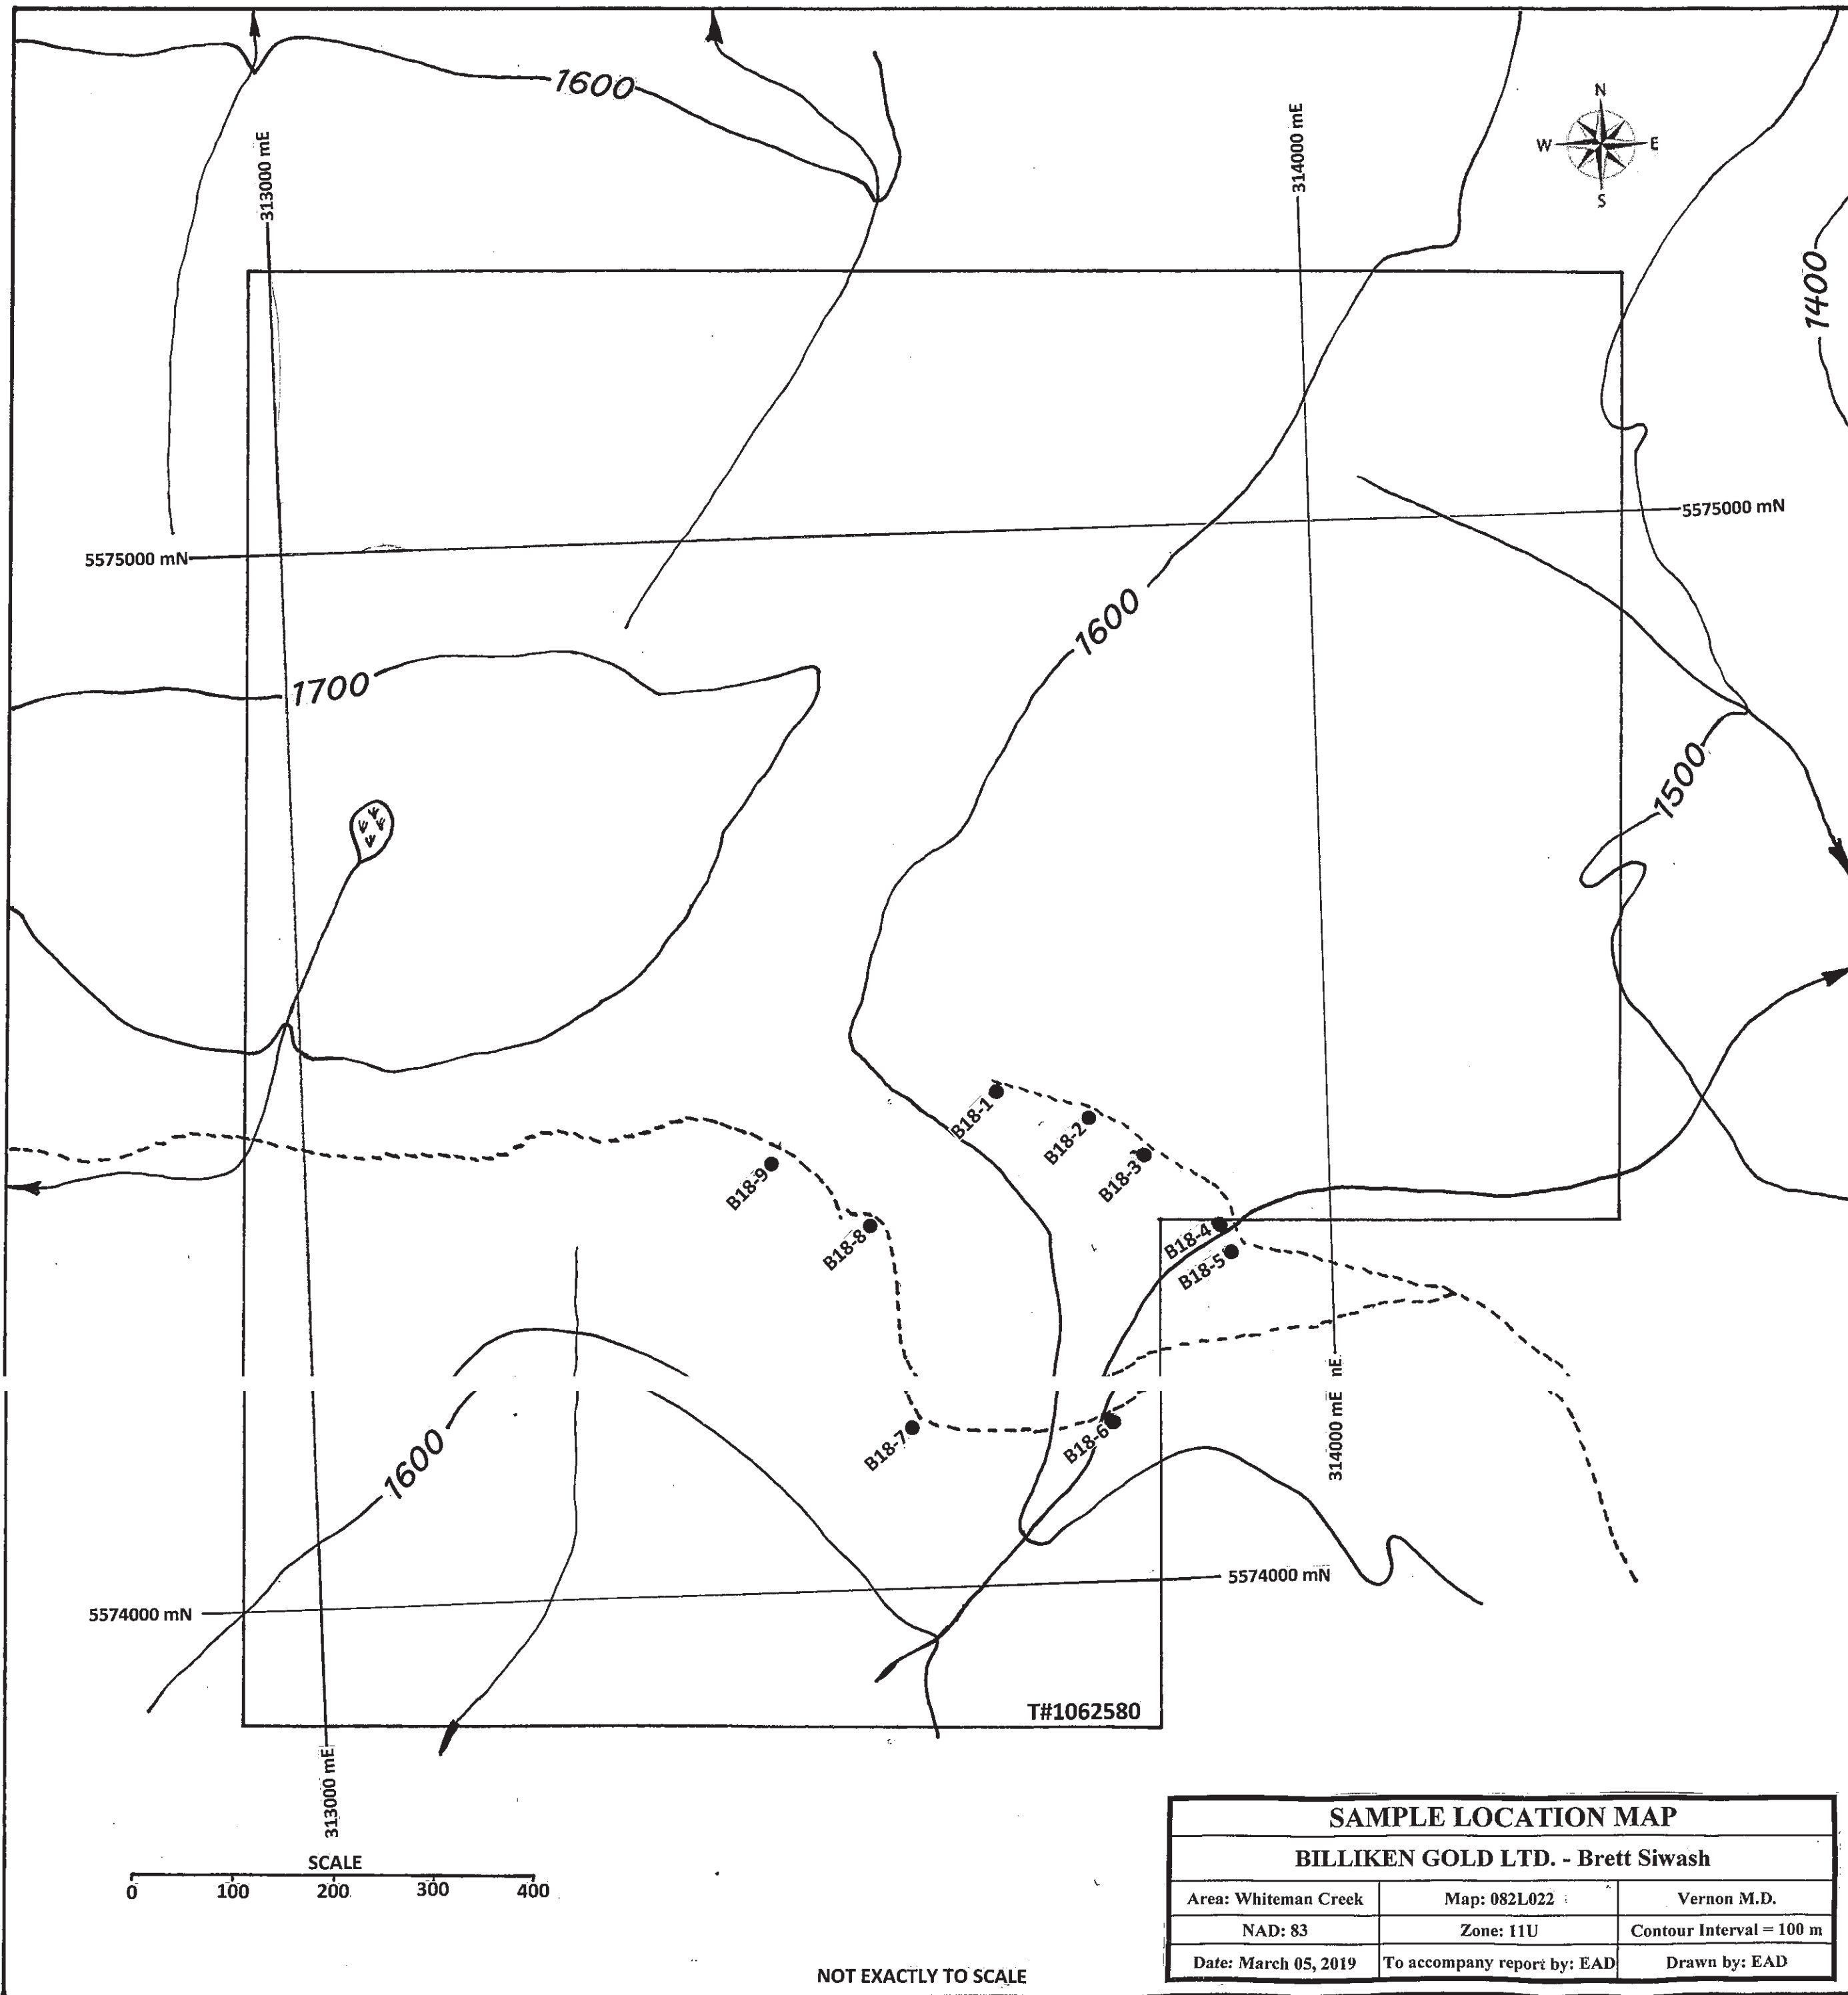 1600
N
W E
S
313000 mE
314000 mE
1400
5575000 mN
5575000 mN
1600
1700
1500
B18-1
B18-2
B18-3
B18-9
B18-8
B18-4
B18-5
314000 mE
B18-7
B18-6
1600
5574000 mN
5574000 mN
T#1062580
313000 mE
SCALE
0 100 200 300 400
SAMPLE LOCATION MAP
BILLIKEN GOLD LTD. - Brett Siwash
Area: Whiteman Creek Map: 082L022 Vernon M.D.
NAD: 83 Zone: 11U Contour Interval = 100 m
Date: March 05, 2019 To accompany report by: EAD Drawn by: EAD
NOT EXACTLY TO SCALE